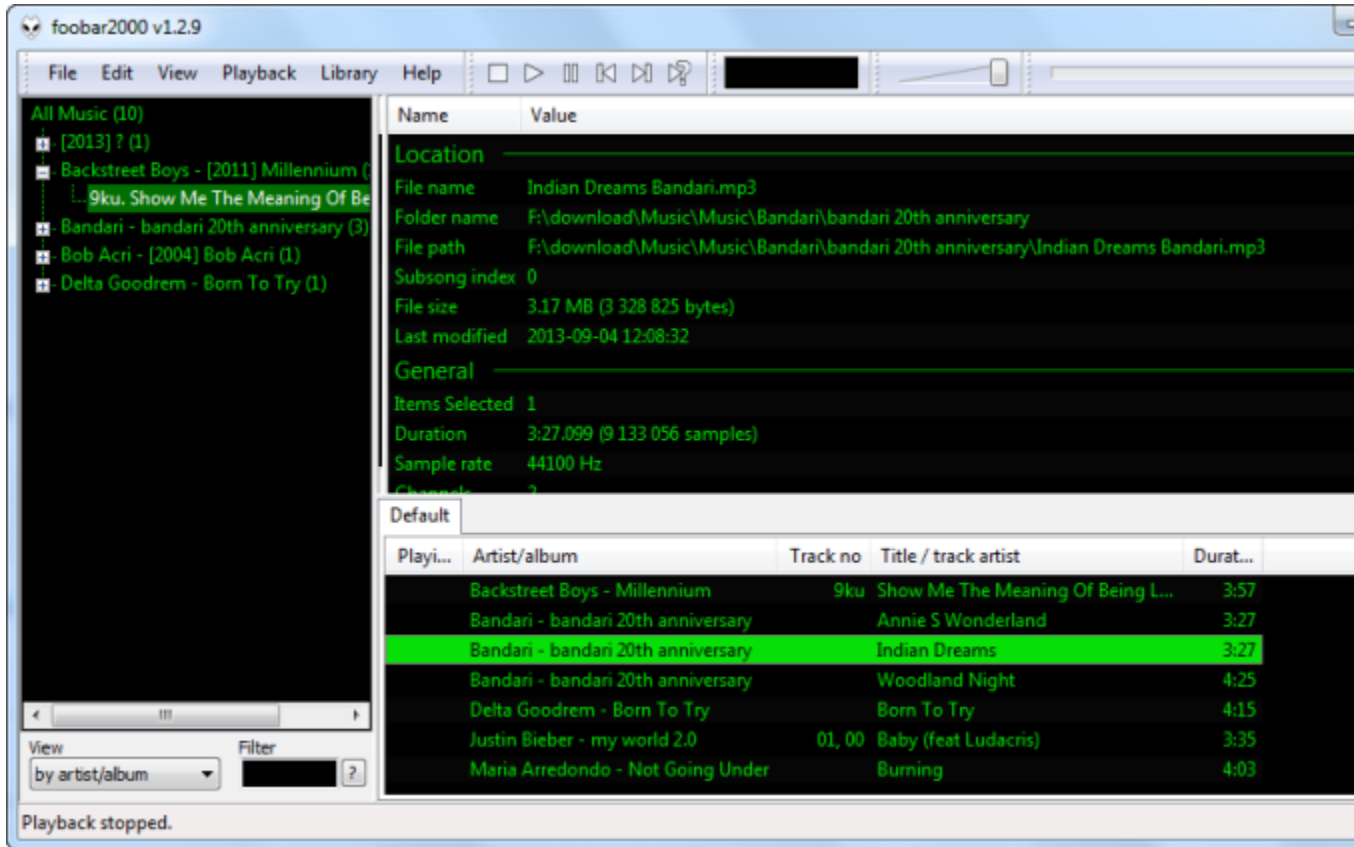 foobar2000 v1.2.9
File Edit View Playback Library Help
All Music (10)
[2013] ? (1)
Backstreet Boys - [2011] Millennium (
9ku. Show Me The Meaning Of Be
Bandari - bandari 20th anniversary (3)
Bob Acri - [2004] Bob Acri (1)
Delta Goodrem - Born To Try (1)
View
by artist/album
Filter
?
Name Value
Location
File name Indian Dreams Bandari.mp3
Folder name F:\download\Music\Music\Bandari\bandari 20th anniversary
File path F:\download\Music\Music\Bandari\bandari 20th anniversary\Indian Dreams Bandari.mp3
Subsong index 0
File size 3.17 MB (3 328 825 bytes)
Last modified 2013-09-04 12:08:32
General
Items Selected 1
Duration 3:27.099 (9 133 056 samples)
Sample rate 44100 Hz
Channels 2
Default
Playi... Artist/album Track no Title / track artist Durat...
Backstreet Boys - Millennium 9ku Show Me The Meaning Of Being L... 3:57
Bandari - bandari 20th anniversary Annie S Wonderland 3:27
Bandari - bandari 20th anniversary Indian Dreams 3:27
Bandari - bandari 20th anniversary Woodland Night 4:25
Delta Goodrem - Born To Try Born To Try 4:15
Justin Bieber - my world 2.0 01, 00 Baby (feat Ludacris) 3:35
Maria Arredondo - Not Going Under Burning 4:03
Playback stopped.